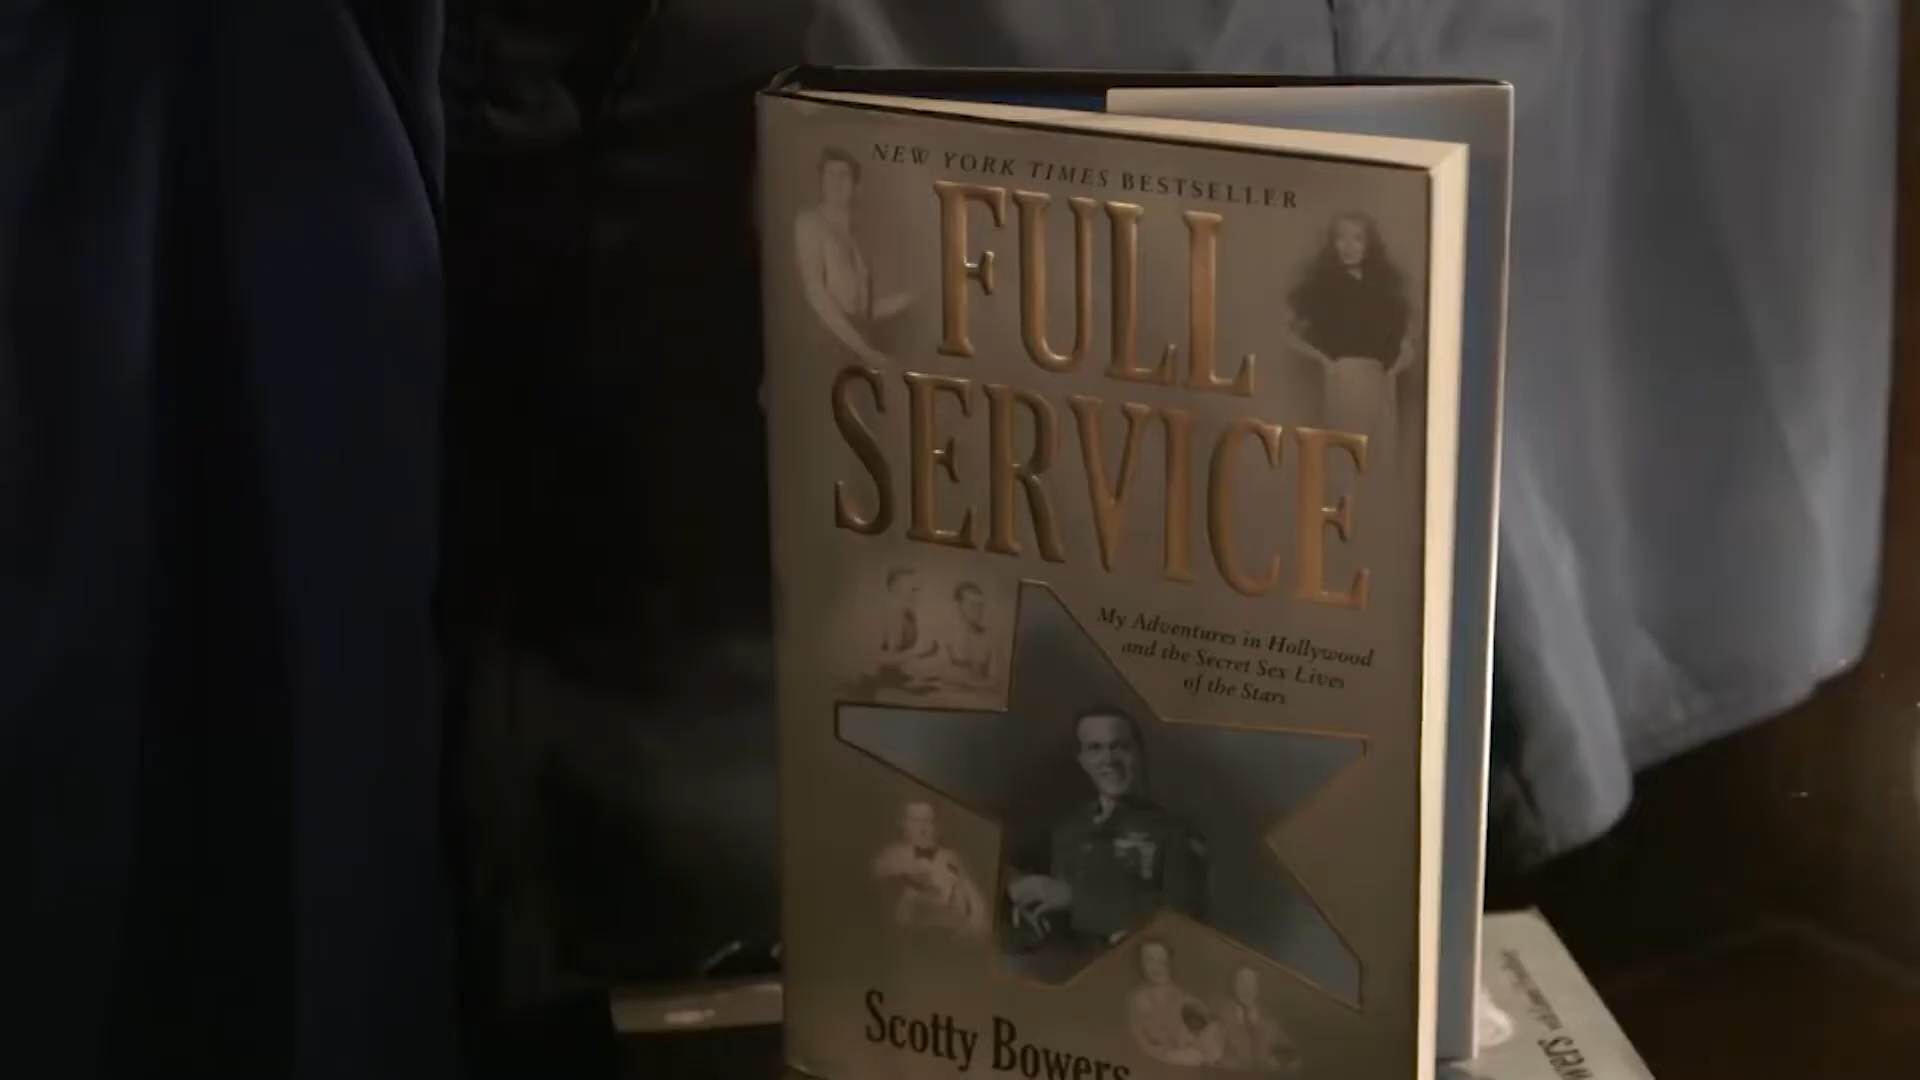 NEW YORK TIMES BESTSELLER
FULL
SERVICE
My Adventures in Hollywood
and the Secret Sex Lives
of the Stars
Scotty Bowers